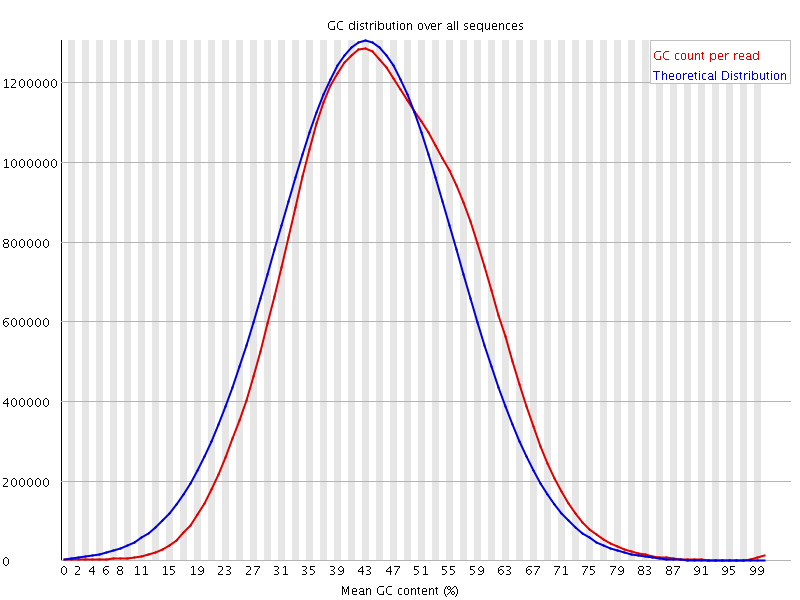 GC distribution over all sequences
GC count per read
Theoretical Distribution
1200000
1000000
800000
600000
400000
200000
0
0 2 4 6 8 11 15 19 23 27 31 35 39 43 47 51 55 59 63 67 71 75 79 83 87 91 95 99
Mean GC content (%)